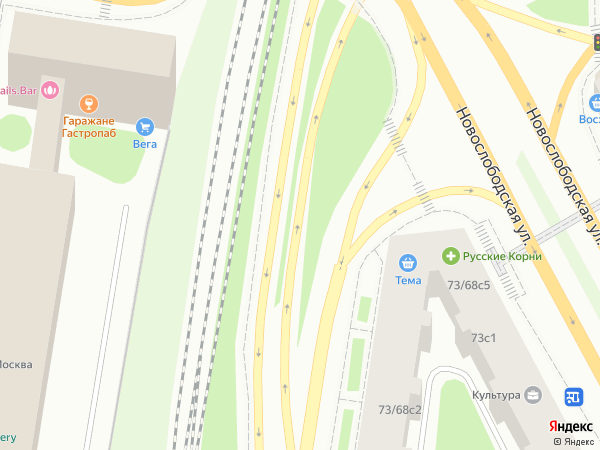 ails.Bar
Гаражане
Гастропаб
Вега
Новослободская ул.
Новослободская ул.
Вос
Русские Корни
Тема
73/68с5
73с1
Москва
Культура
73/68с2
ery
Яндекс
© Яндекс